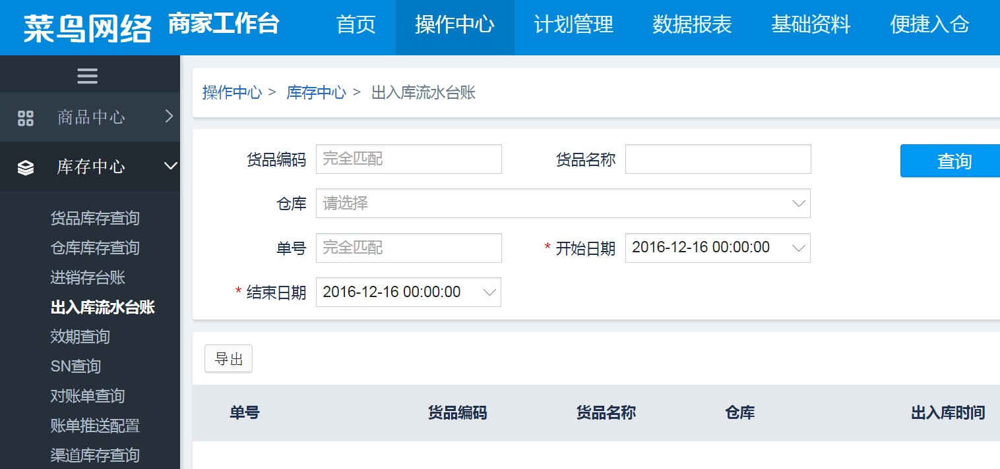 菜鸟网络 商家工作台 首页 操作中心 计划管理 数据报表 基础资料 便捷入仓
操作中心 > 库存中心 > 出入库流水台账
商品中心
库存中心
货品库存查询
仓库库存查询
进销存台账
出入库流水台账
效期查询
SN查询
对账单查询
账单推送配置
渠道库存查询
货品编码 完全匹配 货品名称 查询
仓库 请选择
单号 完全匹配 * 开始日期 2016-12-16 00:00:00
* 结束日期 2016-12-16 00:00:00
导出
单号 货品编码 货品名称 仓库 出入库时间